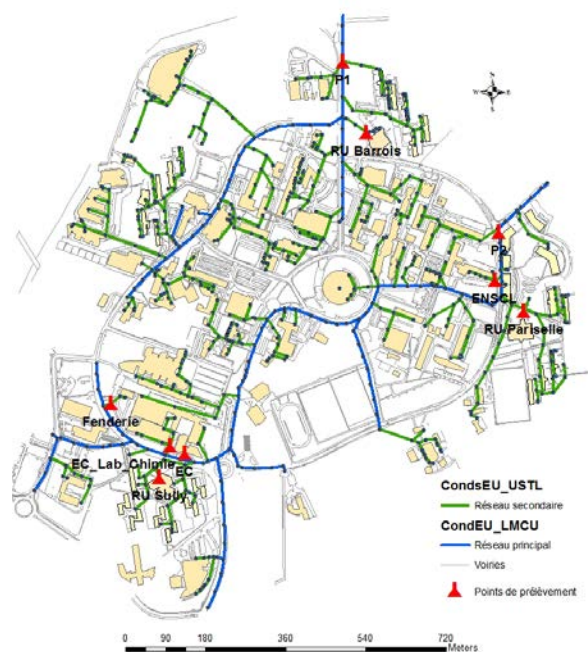 P1
N
W E
S
RU Barrois
P2
ENSCL
RU Pariselle
Fenderie
EC_Lab_Chimie
EC
RU Sully
CondsEU_USTL
Réseau secondaire
CondEU_LMCU
Réseau principal
Voiries
Points de prélèvement
0 90 180 360 540 720
Meters